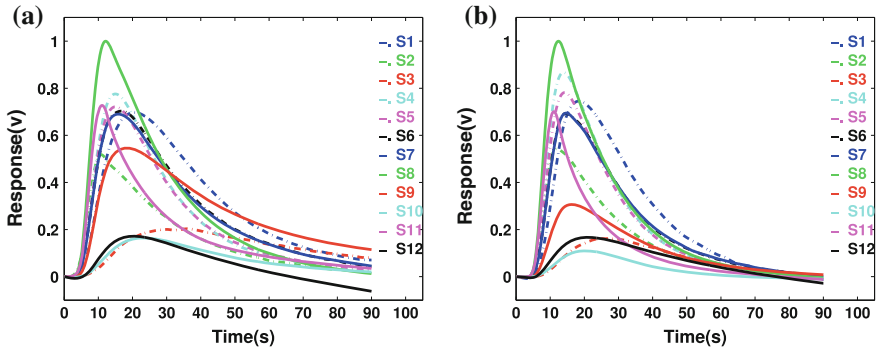 (a)
Response(v)
1
0.8
0.6
0.4
0.2
0
0 10 20 30 40 50 60 70 80 90 100
Time(s)
S1
S2
S3
S4
S5
S6
S7
S8
S9
S10
S11
S12
(b)
Response(v)
1
0.8
0.6
0.4
0.2
0
0 10 20 30 40 50 60 70 80 90 100
Time(s)
S1
S2
S3
S4
S5
S6
S7
S8
S9
S10
S11
S12